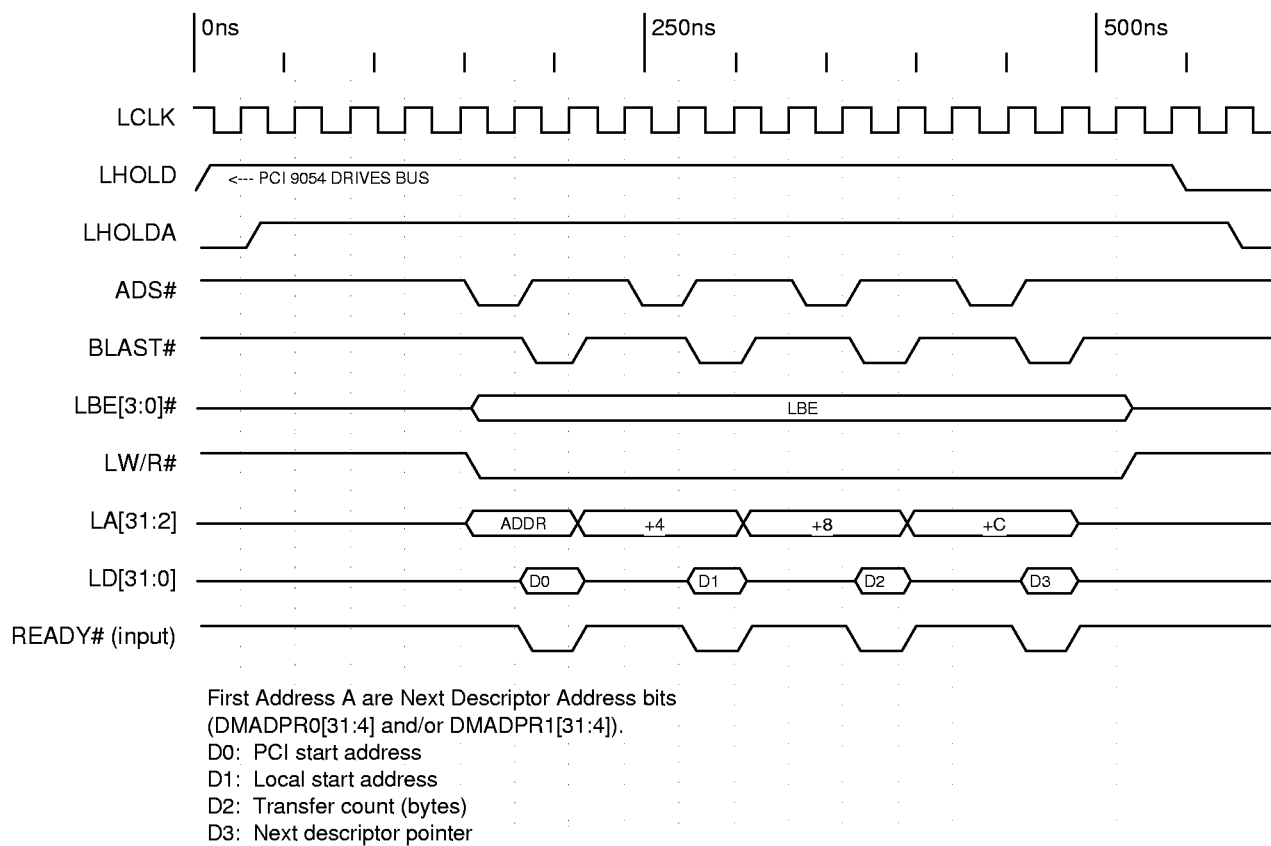 0ns 250ns 500ns
LCLK
LHOLD <--- PCI 9054 DRIVES BUS
LHOLDA
ADS#
BLAST#
LBE[3:0]# LBE
LW/R#
LA[31:2] ADDR +4 +8 +C
LD[31:0] D0 D1 D2 D3
READY# (input)
First Address A are Next Descriptor Address bits
(DMADPR0[31:4] and/or DMADPR1[31:4]).
D0: PCI start address
D1: Local start address
D2: Transfer count (bytes)
D3: Next descriptor pointer